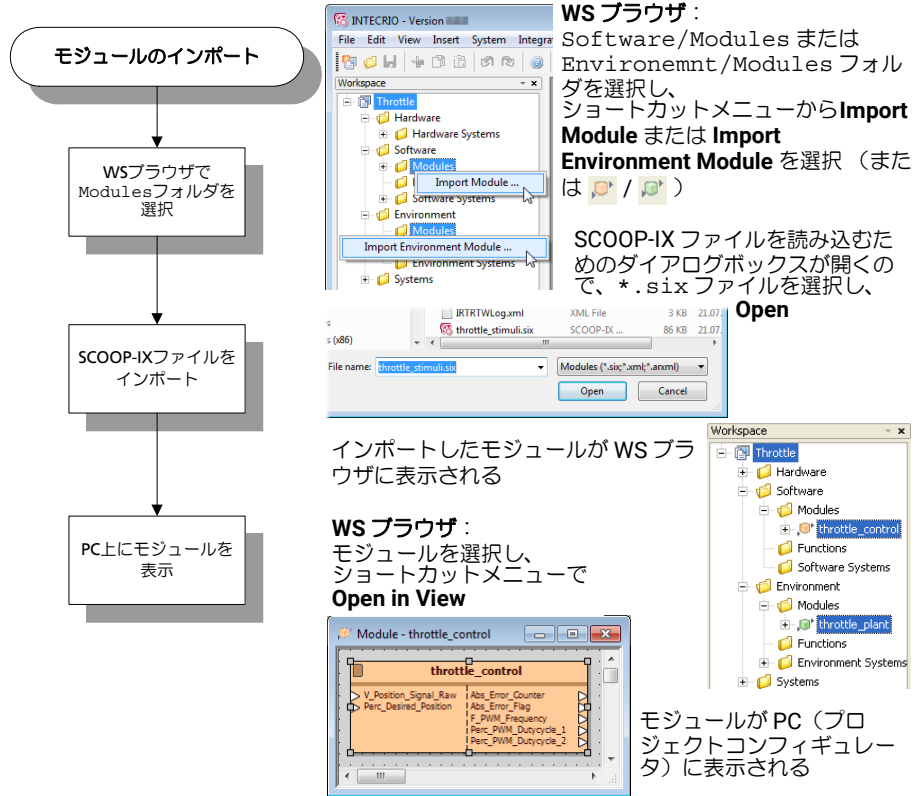 モジュールのインポート
WSブラウザで
Modulesフォルダを
選択
SCOOP-IXファイルを
インポート
PC上にモジュールを
表示
INTECRIO - Version
File Edit View Insert System Integra
Workspace
Throttle
Hardware
Hardware Systems
Software
Modules
Import Module ...
Software Systems
Environment
Modules
Import Environment Module ...
Environment Systems
Systems
WS ブラウザ：
Software/Modules または
Environemnt/Modules フォル
ダを選択し、
ショートカットメニューからImport
Module または Import
Environment Module を選択 （また
は / ）
SCOOP-IX ファイルを読み込むた
めのダイアログボックスが開くの
で、*.six ファイルを選択し、
Open
IRTRTWLog.xml XML File 3 KB 21.07.
s
throttle_stimuli.six SCOOP-IX ... 86 KB 21.07.
s (x86)
File name: throttle_stimuli.six Modules (*.six;*.xml;*.arxml)
Open Cancel
インポートしたモジュールが WS ブラ
ウザに表示される
WS ブラウザ：
モジュールを選択し、
ショートカットメニューで
Open in View
Workspace
Throttle
Hardware
Software
Modules
throttle_control
Functions
Software Systems
Environment
Modules
throttle_plant
Functions
Environment Systems
Systems
Module - throttle_control
throttle_control
V_Position_Signal_Raw Abs_Error_Counter
Perc_Desired_Position Abs_Error_Flag
F_PWM_Frequency
Perc_PWM_Dutycycle_1
Perc_PWM_Dutycycle_2
モジュールが PC（プロ
ジェクトコンフィギュレー
タ）に表示される